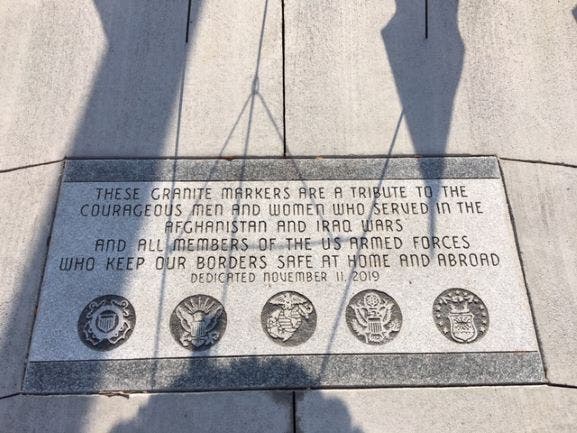 THESE GRANITE MARKERS ARE A TRIBUTE TO THE
COURAGEOUS MEN AND WOMEN WHO SERVED IN THE
AFGHANISTAN AND IRAQ WARS
AND ALL MEMBERS OF THE US ARMED FORCES
WHO KEEP OUR BORDERS SAFE AT HOME AND ABROAD
DEDICATED NOVEMBER 11, 2019